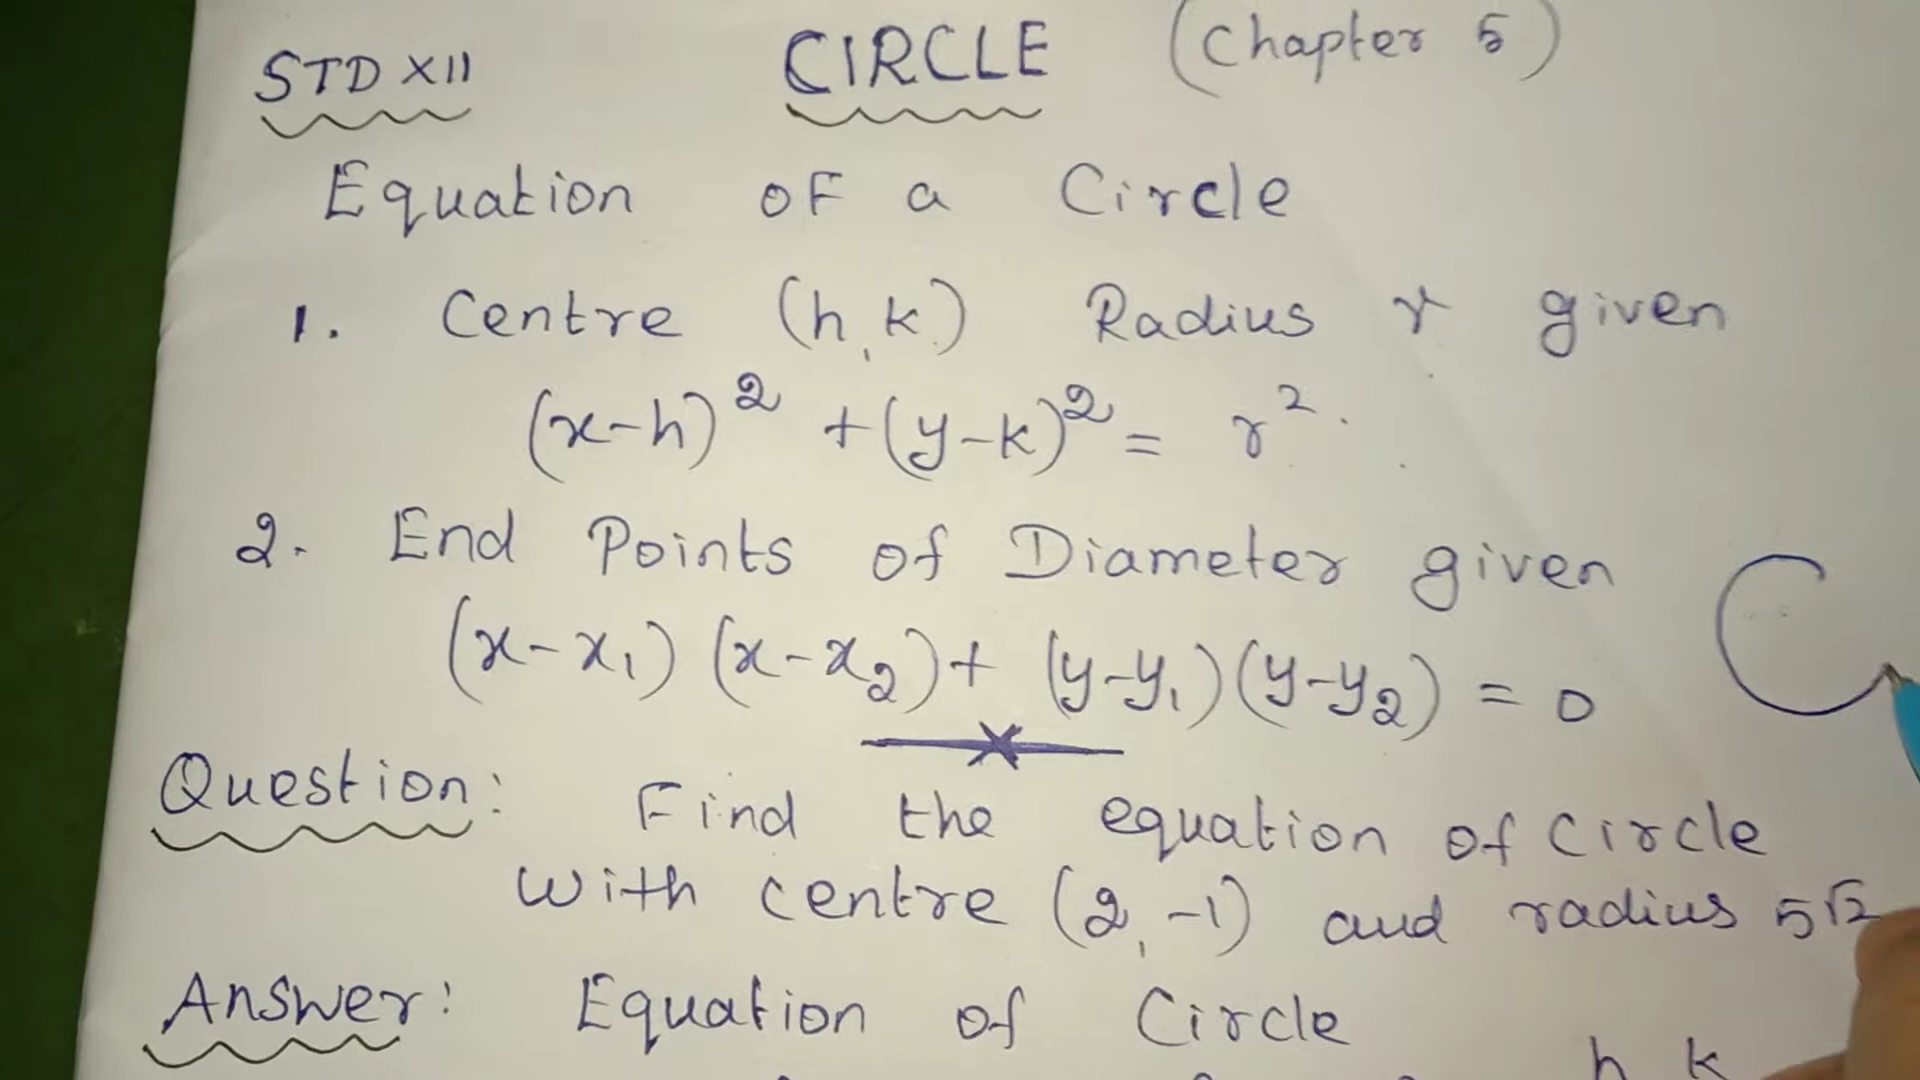 STD XII CIRCLE (Chapter 5)
Equation OF a Circle
1. Centre (h,k) Radius r given
(x-h)² + (y-k)² = r².
2. End Points of Diameter given
(x-x₁) (x-x₂) + (y-y₁) (y-y₂) = 0
Question: Find the equation of circle
with centre (2,-1) and radius 5√2
Answer: Equation of Circle
h k